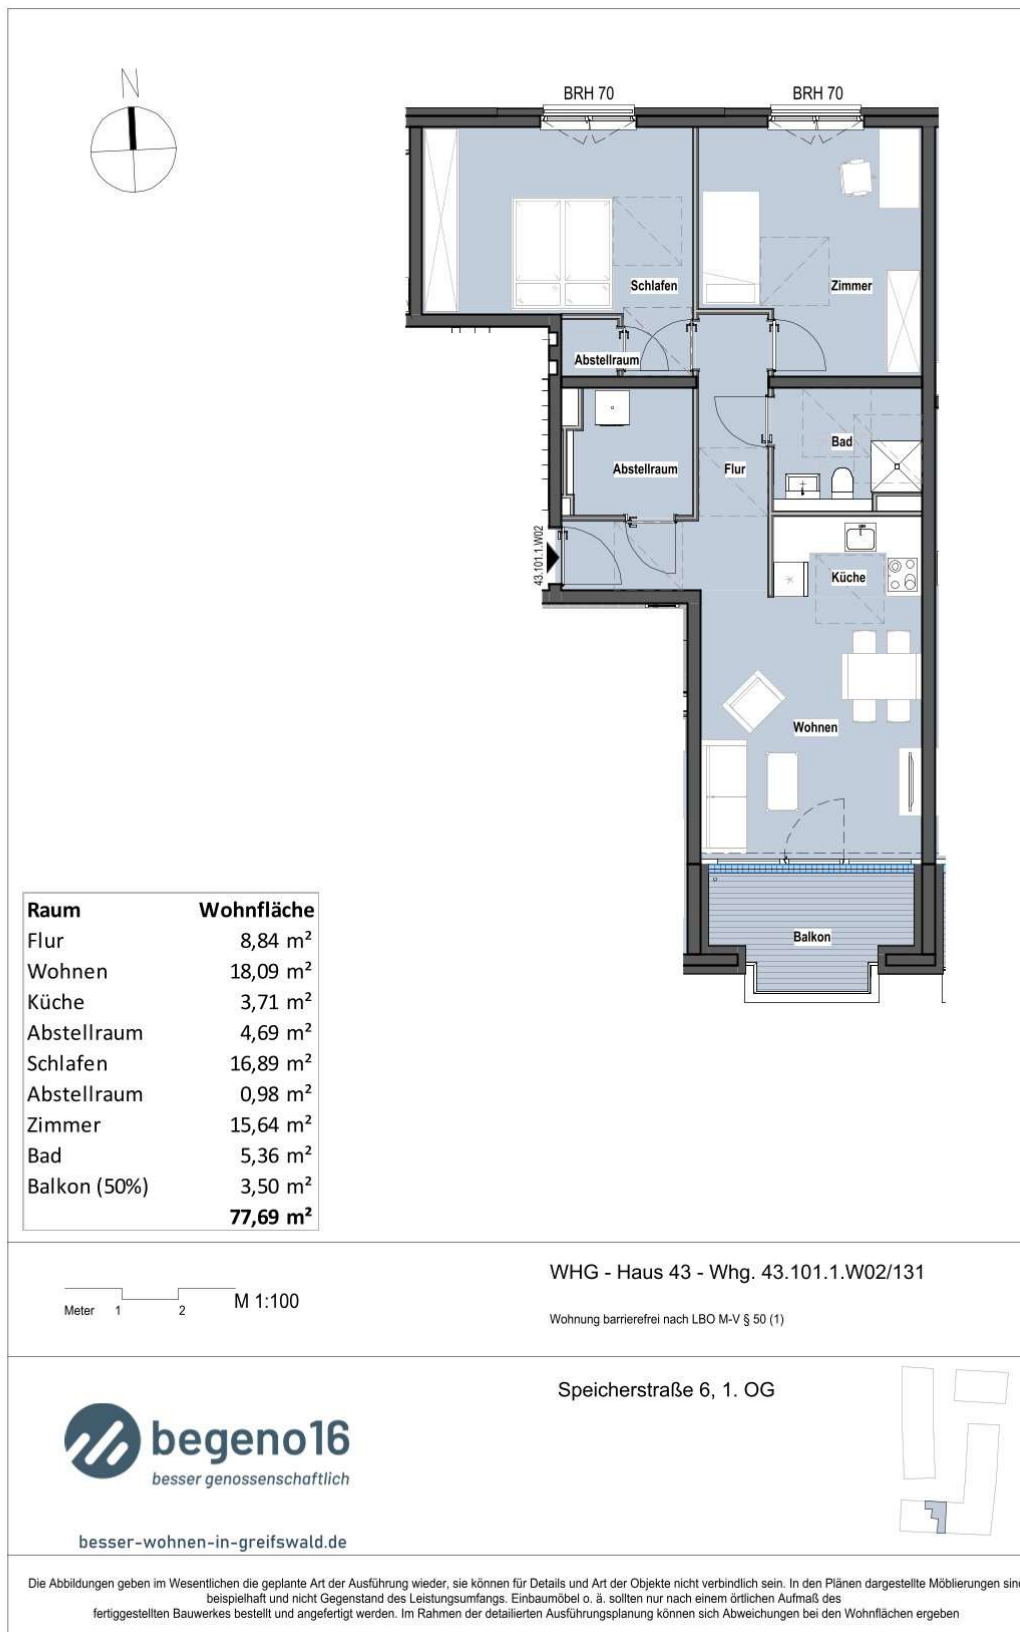 N
BRH 70
BRH 70
Schlafen
Zimmer
Abstellraum
Bad
Abstellraum
Flur
43.101.1.W02
Küche
Wohnen
Balkon
Raum Wohnfläche
Flur 8,84 m²
Wohnen 18,09 m²
Küche 3,71 m²
Abstellraum 4,69 m²
Schlafen 16,89 m²
Abstellraum 0,98 m²
Zimmer 15,64 m²
Bad 5,36 m²
Balkon (50%) 3,50 m²
77,69 m²
Meter 1 2 M 1:100
WHG - Haus 43 - Whg. 43.101.1.W02/131
Wohnung barrierefrei nach LBO M-V § 50 (1)
Speicherstraße 6, 1. OG
begeno16
besser genossenschaftlich
besser-wohnen-in-greifswald.de
Die Abbildungen geben im Wesentlichen die geplante Art der Ausführung wieder, sie können für Details und Art der Objekte nicht verbindlich sein. In den Plänen dargestellte Möblierungen sind
beispielhaft und nicht Gegenstand des Leistungsumfangs. Einbaumöbel o. ä. sollten nur nach einem örtlichen Aufmaß des
fertiggestellten Bauwerkes bestellt und angefertigt werden. Im Rahmen der detailierten Ausführungsplanung können sich Abweichungen bei den Wohnflächen ergeben